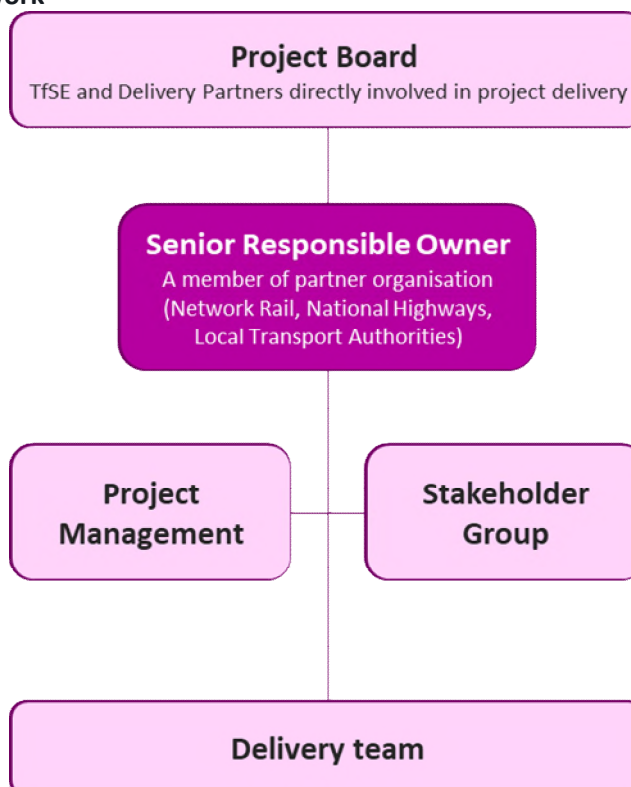 Project Board
TfSE and Delivery Partners directly involved in project delivery
Senior Responsible Owner
A member of partner organisation
(Network Rail, National Highways,
Local Transport Authorities)
Project
Management
Stakeholder
Group
Delivery team